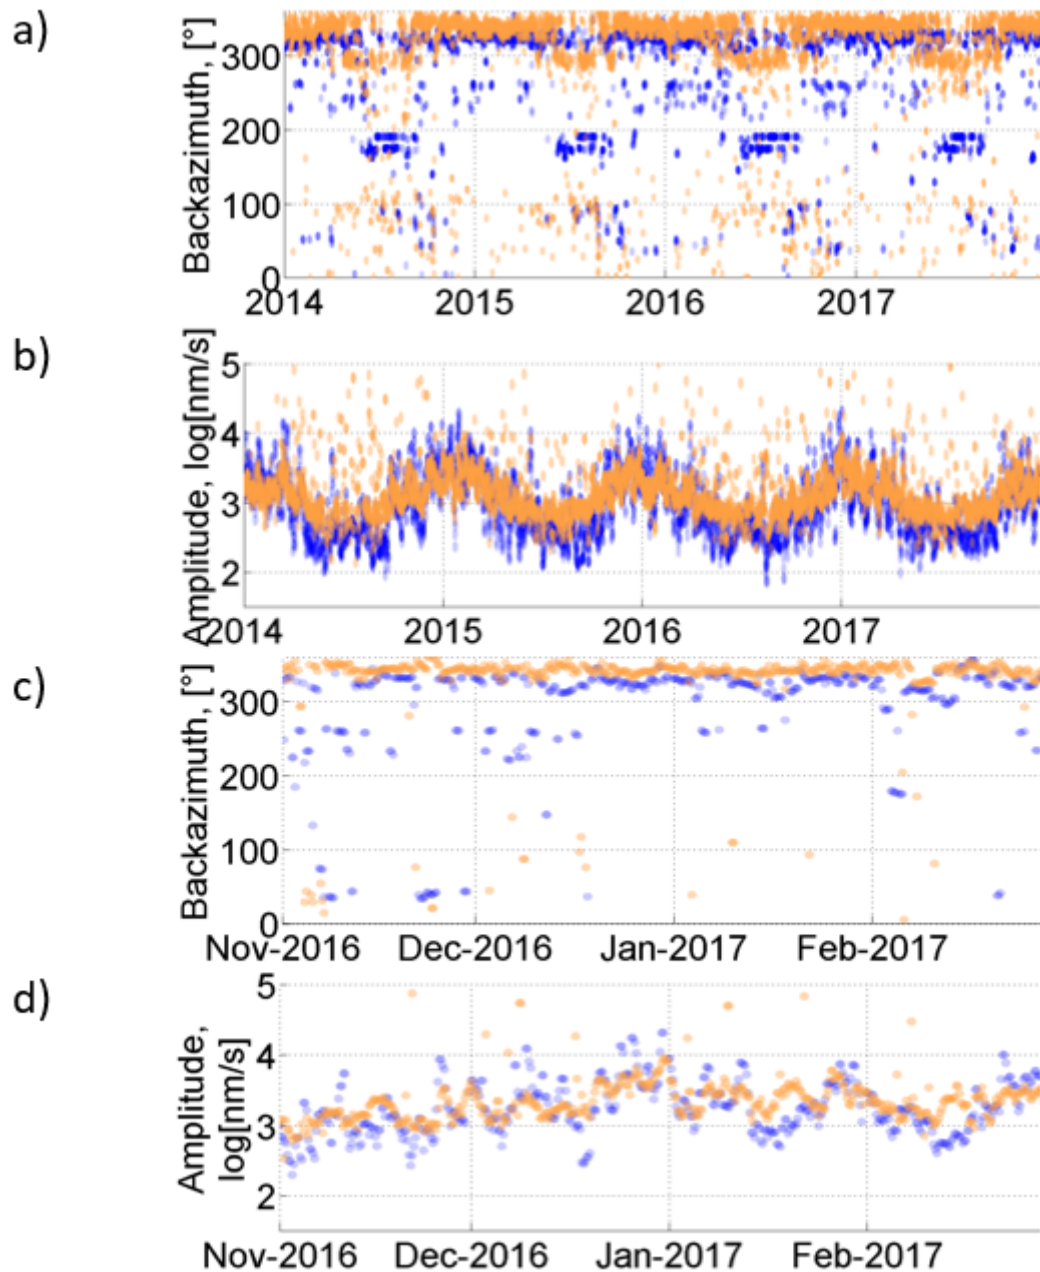 a)
Backazimuth, [°]
300
200
100
0
2014 2015 2016 2017
b)
Amplitude, log[nm/s]
5
4
3
2
2014 2015 2016 2017
c)
Backazimuth, [°]
300
200
100
0
Nov-2016 Dec-2016 Jan-2017 Feb-2017
d)
Amplitude,
log[nm/s]
5
4
3
2
Nov-2016 Dec-2016 Jan-2017 Feb-2017